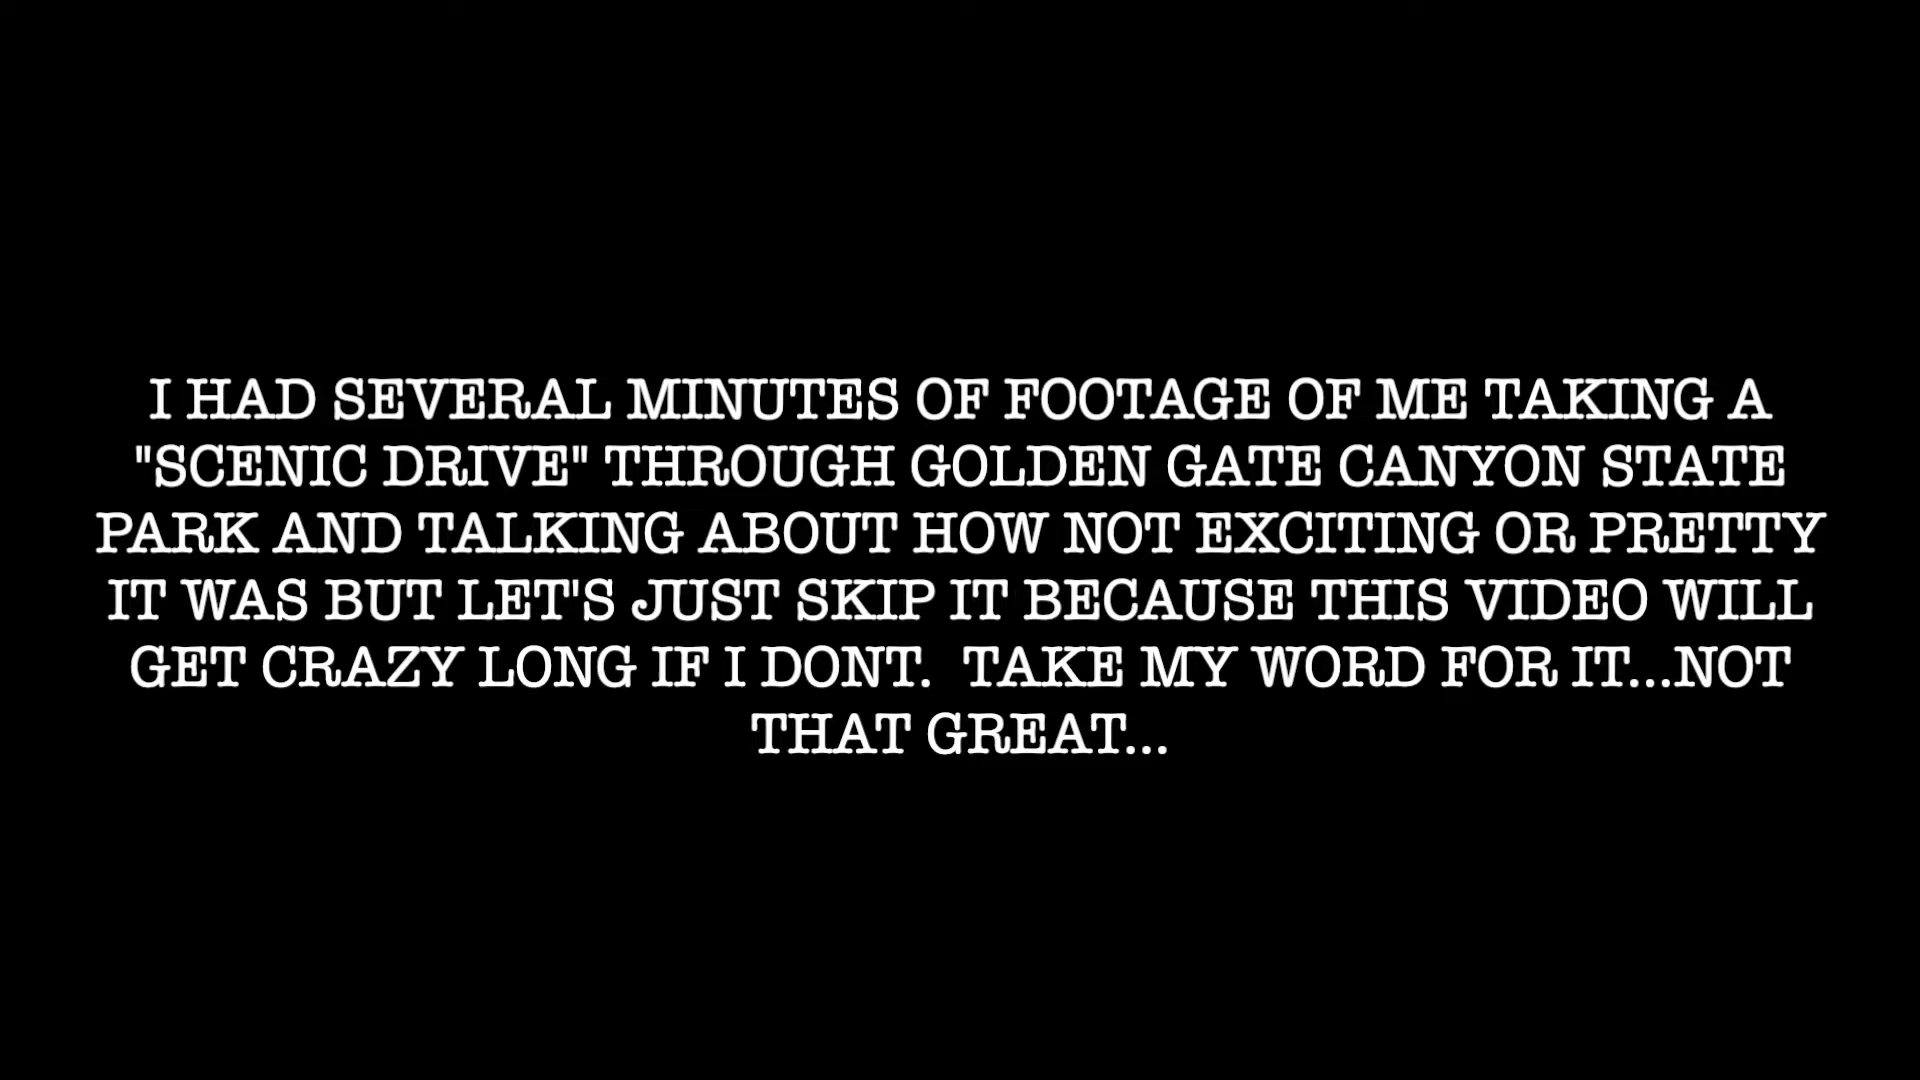 I HAD SEVERAL MINUTES OF FOOTAGE OF ME TAKING A
"SCENIC DRIVE" THROUGH GOLDEN GATE CANYON STATE
PARK AND TALKING ABOUT HOW NOT EXCITING OR PRETTY
IT WAS BUT LET'S JUST SKIP IT BECAUSE THIS VIDEO WILL
GET CRAZY LONG IF I DONT.  TAKE MY WORD FOR IT...NOT
THAT GREAT...